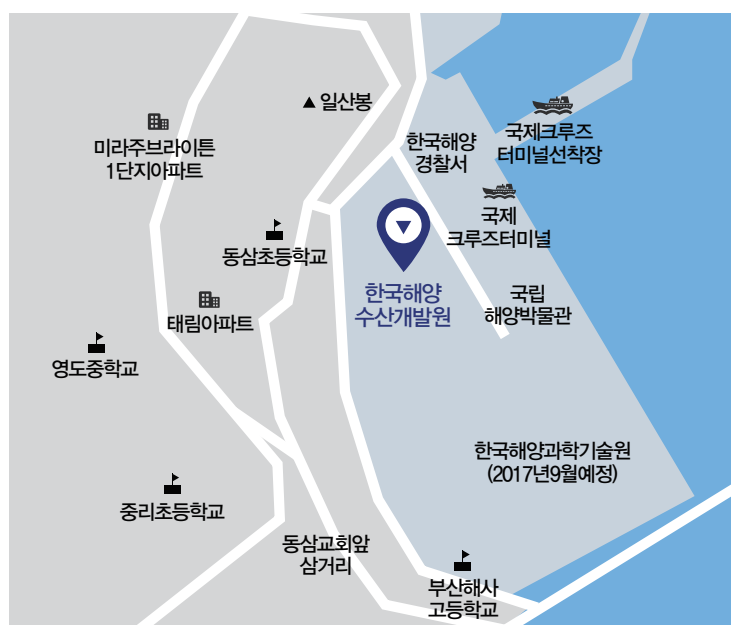 ▲ 일산봉
미라주브라이튼
1단지아파트
한국해양
경찰서
국제크루즈
터미널선착장
국제
크루즈터미널
동삼초등학교
한국해양
수산개발원
국립
해양박물관
태림아파트
영도중학교
한국해양과학기술원
(2017년9월예정)
중리초등학교
동삼교회앞
삼거리
부산해사
고등학교